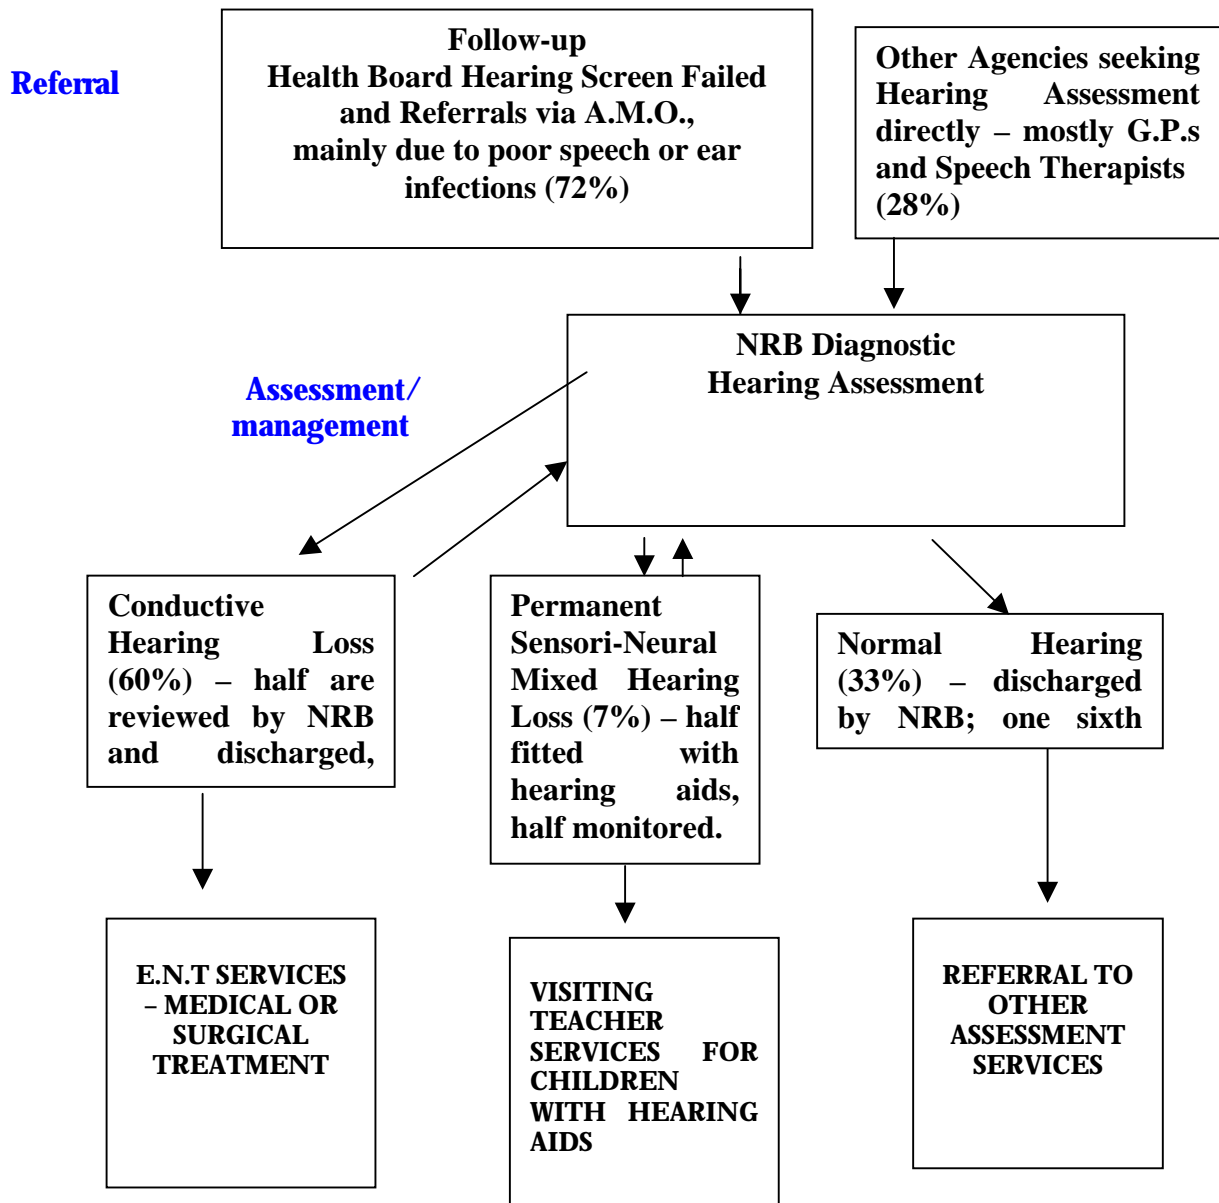 Referral
Follow-up
Health Board Hearing Screen Failed
and Referrals via A.M.O.,
mainly due to poor speech or ear
infections (72%)
Other Agencies seeking
Hearing Assessment
directly – mostly G.P.s
and Speech Therapists
(28%)
NRB Diagnostic
Hearing Assessment
Assessment/
management
Conductive
Hearing Loss
(60%) – half are
reviewed by NRB
and discharged,
Permanent
Sensori-Neural
Mixed Hearing
Loss (7%) – half
fitted with
hearing aids,
half monitored.
Normal Hearing
(33%) – discharged
by NRB; one sixth
E.N.T SERVICES
– MEDICAL OR
SURGICAL
TREATMENT
VISITING
TEACHER
SERVICES FOR
CHILDREN
WITH HEARING
AIDS
REFERRAL TO
OTHER
ASSESSMENT
SERVICES